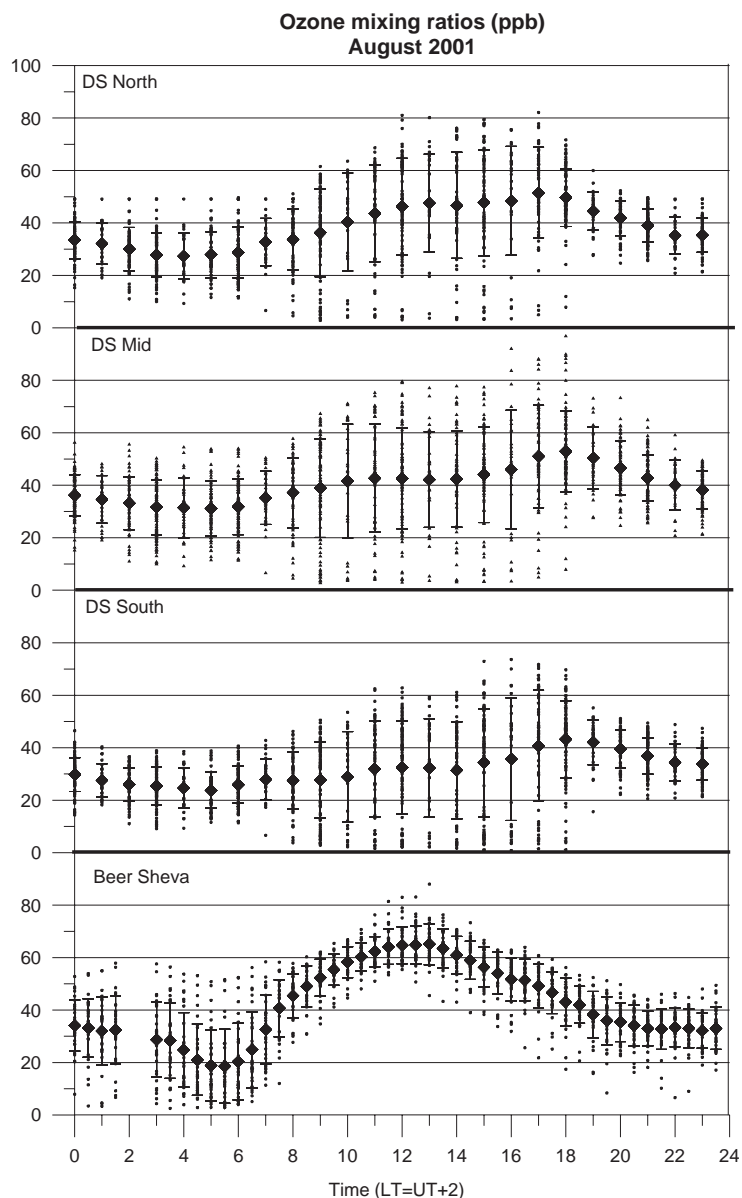 Ozone mixing ratios (ppb)
August 2001
100
DS North
80
60
40
20
0
DS Mid
80
60
40
20
0
DS South
80
60
40
20
0
Beer Sheva
80
60
40
20
0
0 2 4 6 8 10 12 14 16 18 20 22 24
Time (LT=UT+2)